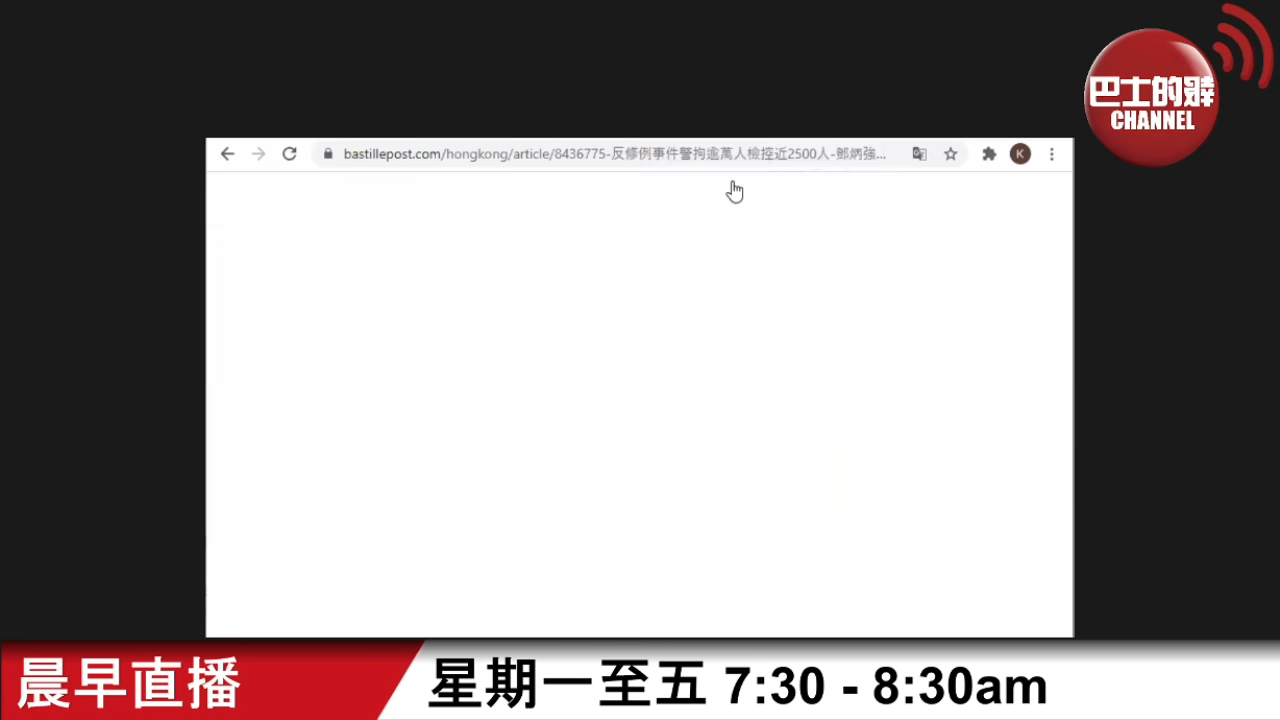 巴士的報
CHANNEL
bastillepost.com/hongkong/article/8436775-反修例事件警拘逾萬人檢控近2500人-鄧炳強...
K
晨早直播
星期一至五 7:30 - 8:30am